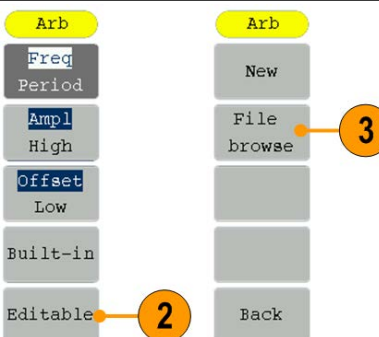 Arb
Freq
Period
Ampl
High
Offset
Low
Built-in
Editable
2
Arb
New
File
browse
3
Back